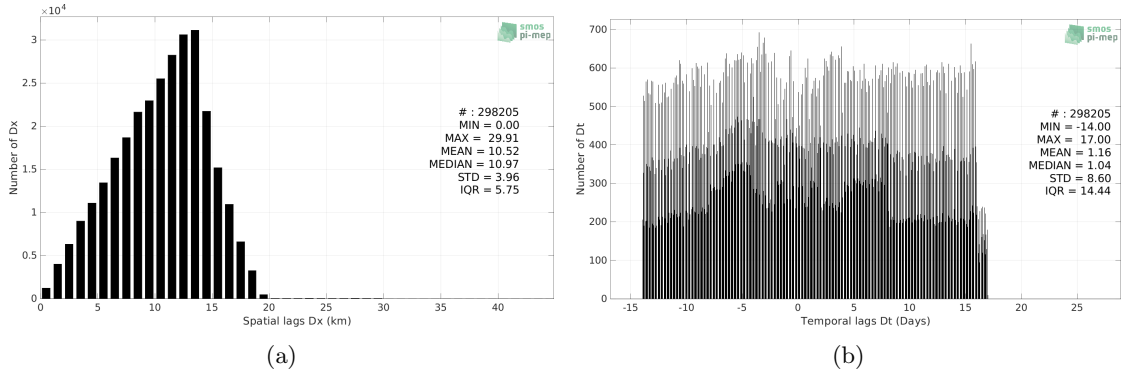 ×10⁴
3
2.5
2
1.5
1
0.5
0
Number of Dx
0 5 10 15 20 25 30 35 40
Spatial lags Dx (km)
smos
pi-mep
# : 298205
MIN = 0.00
MAX = 29.91
MEAN = 10.52
MEDIAN = 10.97
STD = 3.96
IQR = 5.75
(a)
700
600
500
400
300
200
100
0
Number of Dt
-15 -10 -5 0 5 10 15 20 25
Temporal lags Dt (Days)
smos
pi-mep
# : 298205
MIN = -14.00
MAX = 17.00
MEAN = 1.16
MEDIAN = 1.04
STD = 8.60
IQR = 14.44
(b)